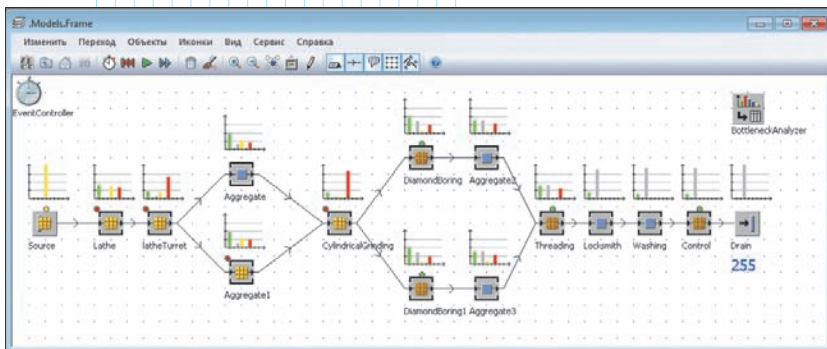 .Models.Frame
Изменить Переход Объекты Иконки Вид Сервис Справка
EventController
BottleneckAnalyzer
Aggregate
DiamondBoring Aggregate2
Source Lathe latheTurret CylindricalGrinding Threading Locksmith Washing Control Drain
255
Aggregate1
DiamondBoring1 Aggregate3